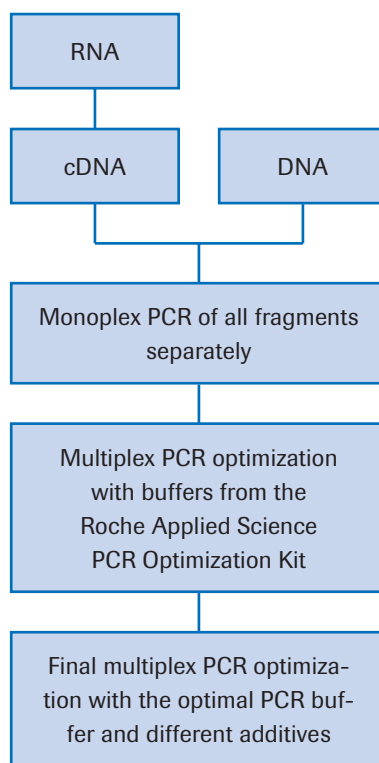 RNA
cDNA
DNA
Monoplex PCR of all fragments
separately
Multiplex PCR optimization
with buffers from the
Roche Applied Science
PCR Optimization Kit
Final multiplex PCR optimiza-
tion with the optimal PCR buf-
fer and different additives